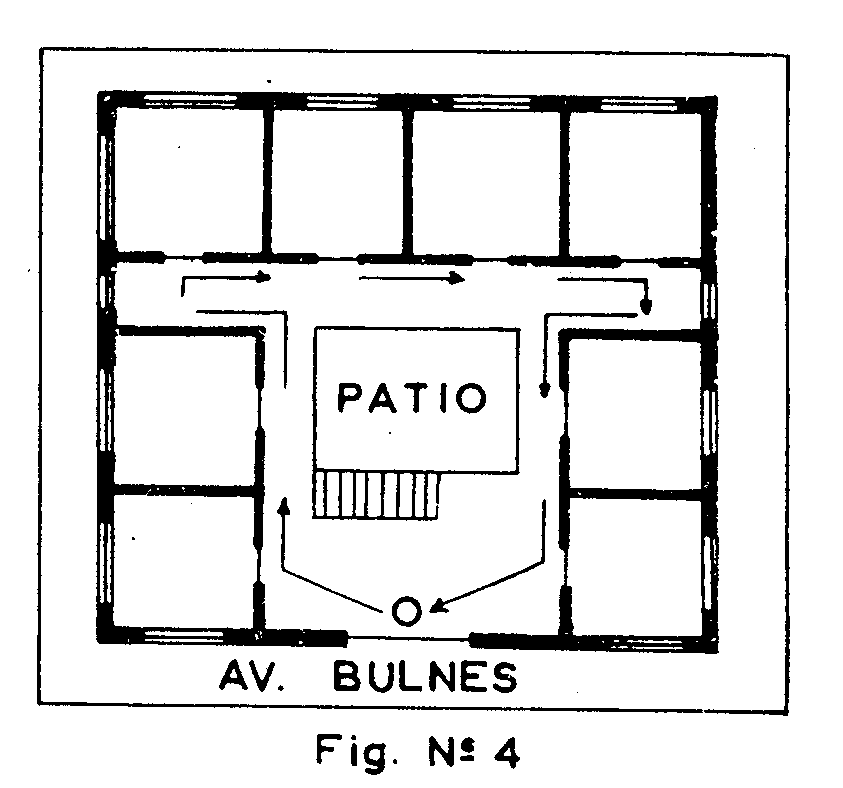 PATIO
O
AV. BULNES
Fig. Nº 4